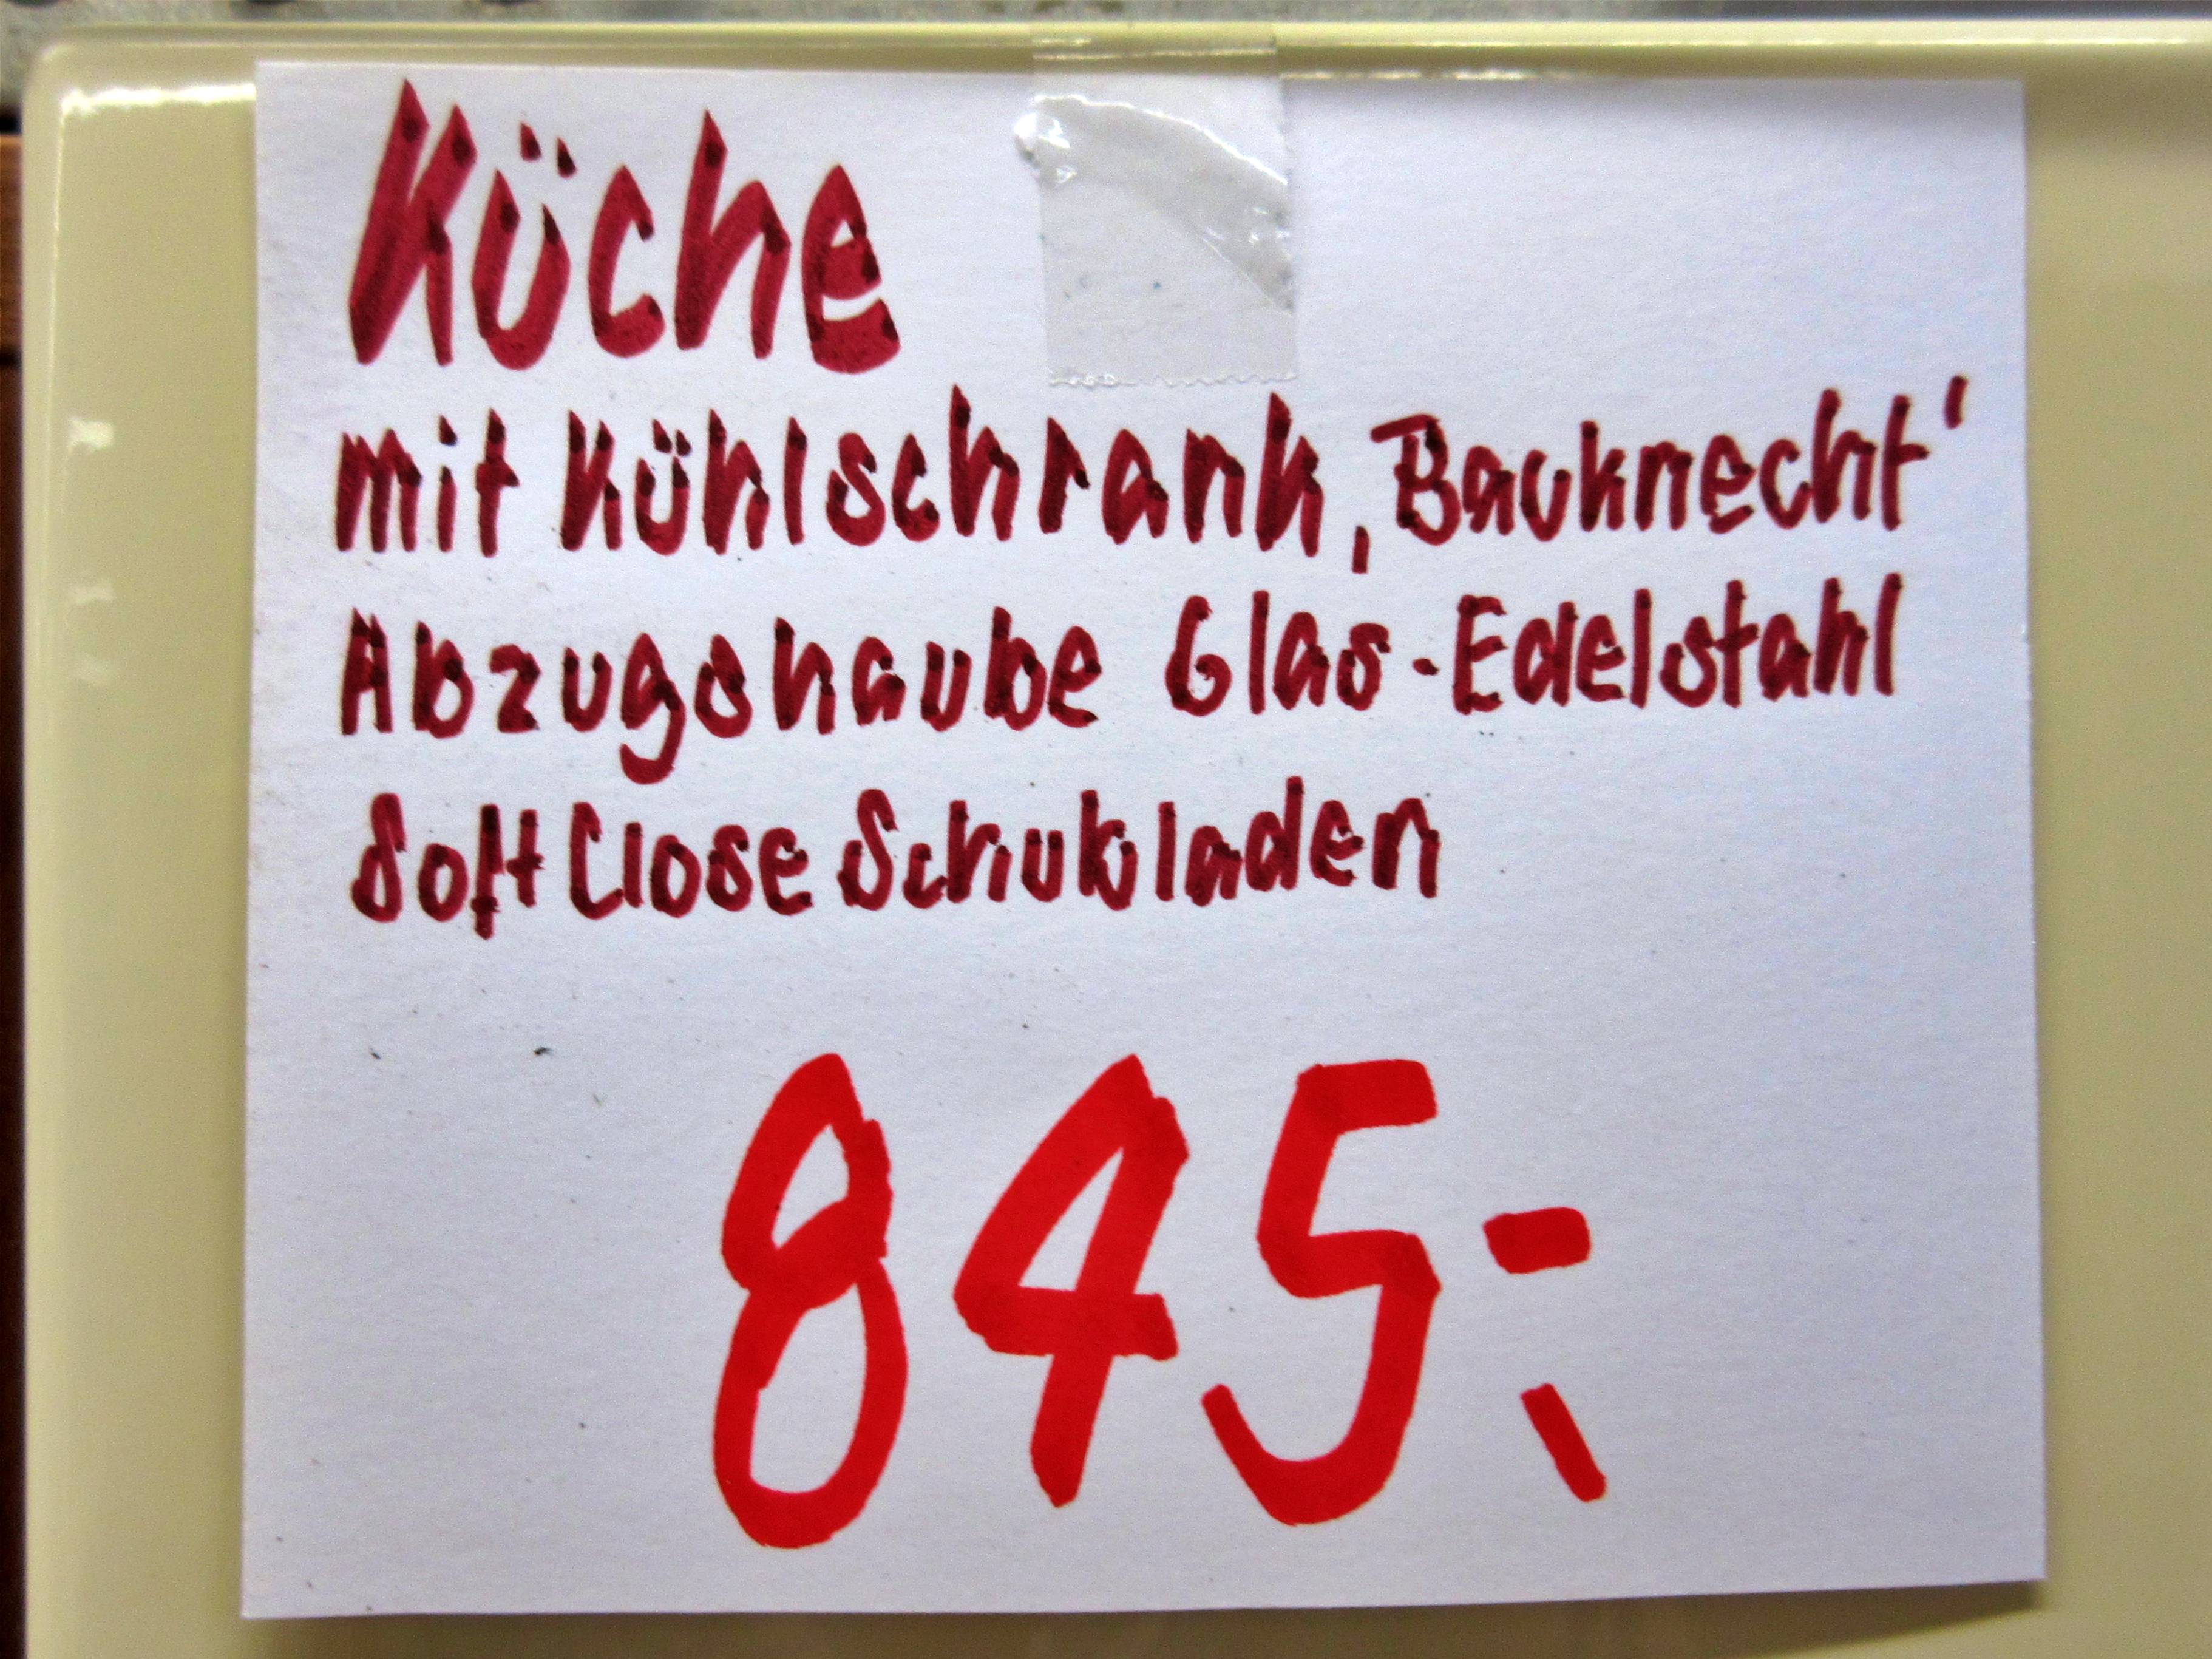 Küche
mit Kühlschrank ‚Bauknecht'
Abzugshaube Glas-Edelstahl
Soft Close Schubladen
845,-